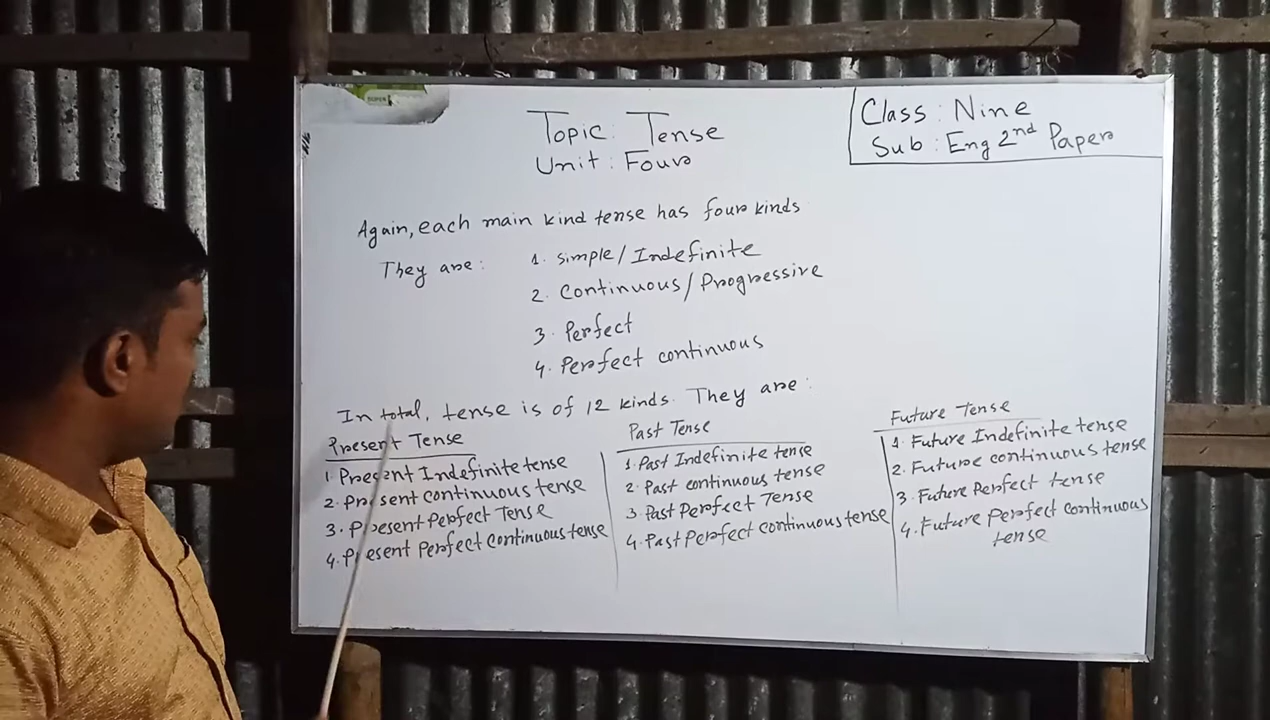 Topic: Tense
Unit: Four
Class: Nine
Sub: Eng 2nd Paper
Again, each main kind tense has four kinds
They are:
1. Simple/Indefinite
2. Continuous/Progressive
3. Perfect
4. Perfect continuous
In total, tense is of 12 kinds. They are:
Present Tense
1. Present Indefinite tense
2. Present continuous tense
3. Present Perfect Tense
4. Present Perfect continuous tense
Past Tense
1. Past Indefinite tense
2. Past continuous tense
3. Past Perfect Tense
4. Past Perfect continuous tense
Future Tense
1. Future Indefinite tense
2. Future continuous tense
3. Future Perfect tense
4. Future Perfect continuous
tense